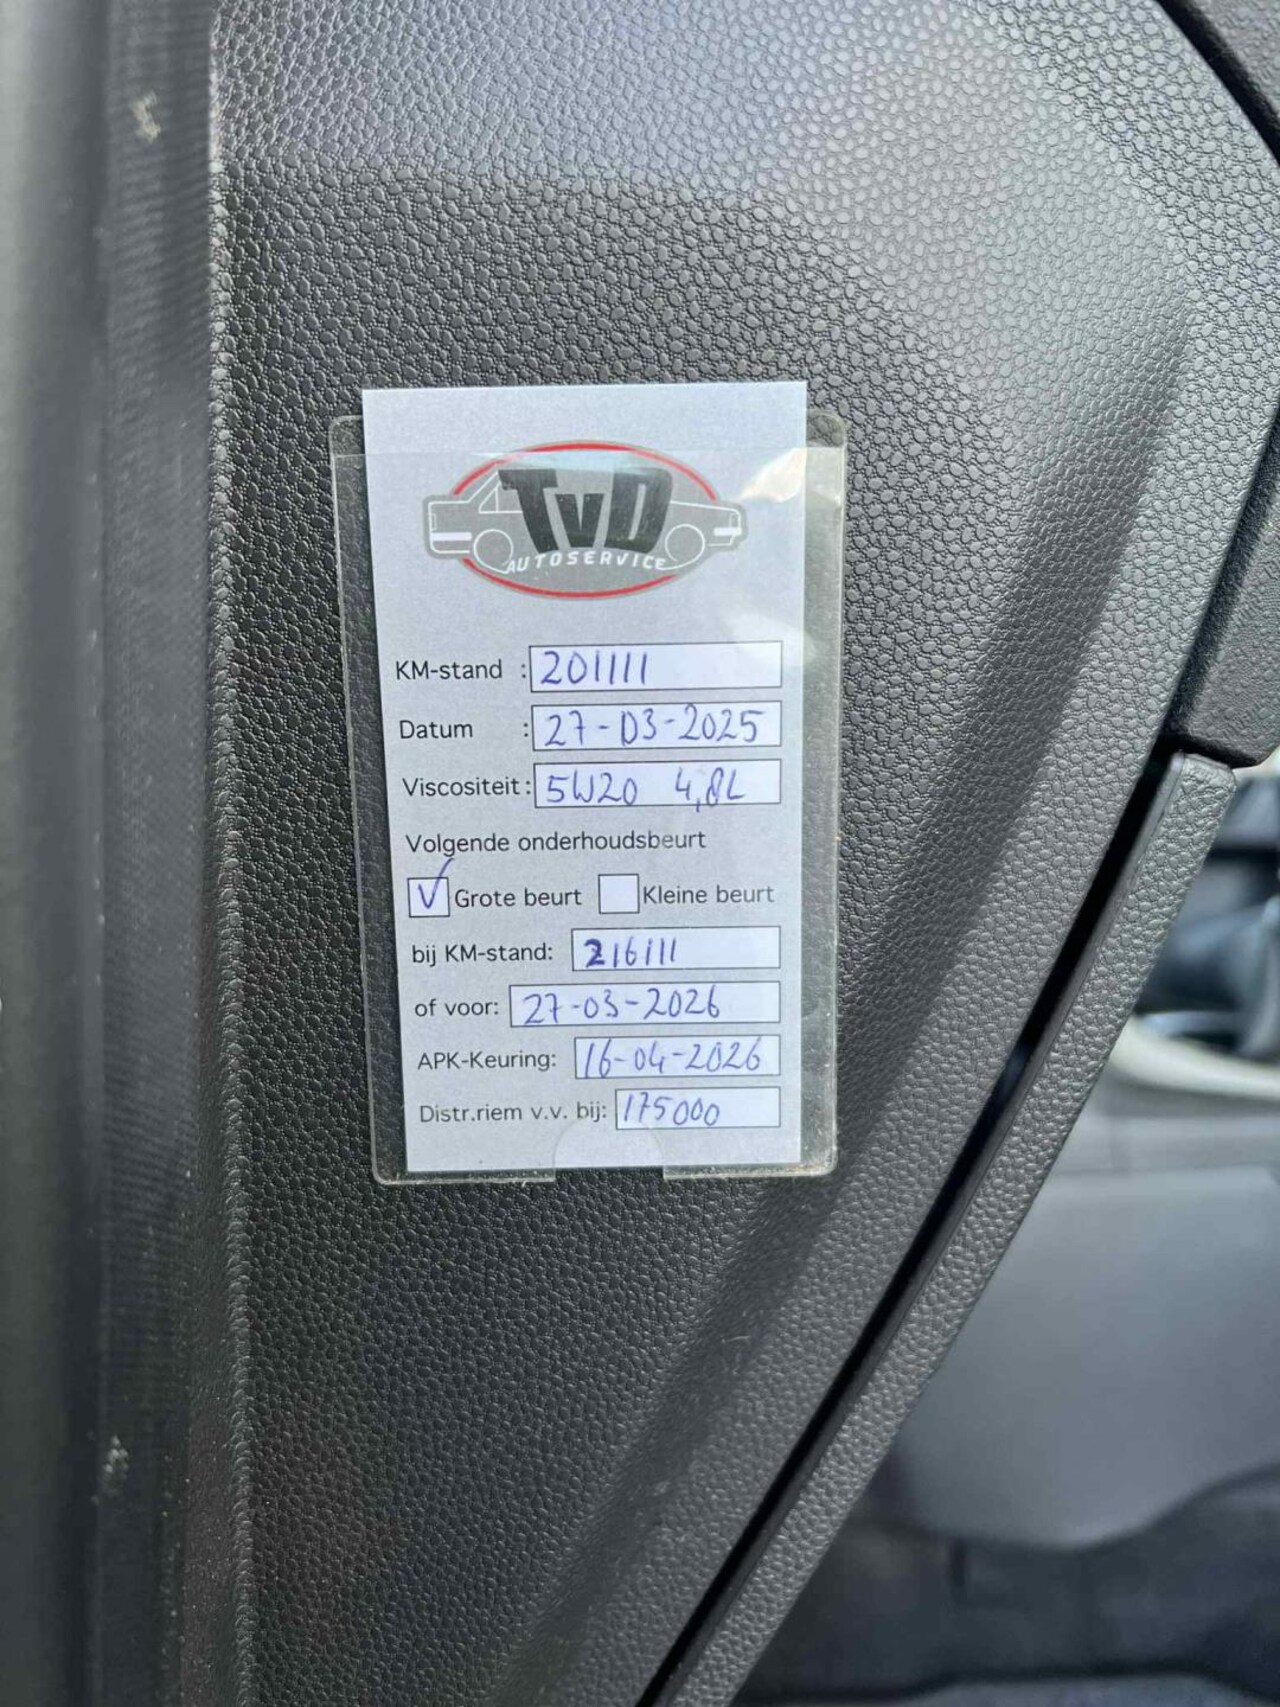 TvD
AUTOSERVICE
KM-stand : 201111
Datum : 27-03-2025
Viscositeit: 5W20 4,8L
Volgende onderhoudsbeurt
V Grote beurt Kleine beurt
bij KM-stand: 216111
of voor: 27-03-2026
APK-Keuring: 16-04-2026
Distr.riem v.v. bij: 175000